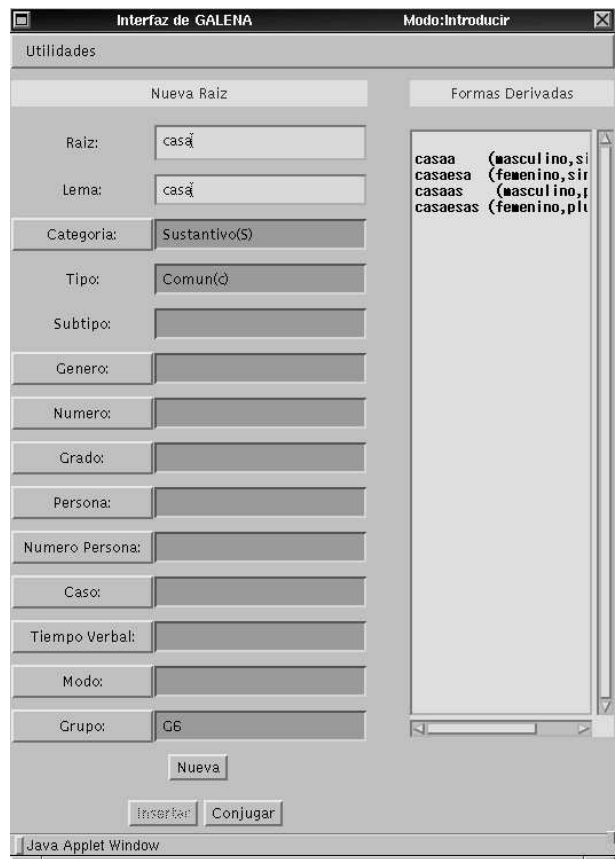 Interfaz de GALENA Modo:Introducir
Utilidades
Nueva Raiz
Raiz: casa
Lema: casa
Categoria: Sustantivo(S)
Tipo: Comun(c)
Subtipo:
Genero:
Numero:
Grado:
Persona:
Numero Persona:
Caso:
Tiempo Verbal:
Modo:
Grupo: G6
Nueva
Insertar Conjugar
Formas Derivadas
casaa (masculino,si
casaesa (femenino,sin
casaas (masculino,p
casaesas (femenino,plu
Java Applet Window